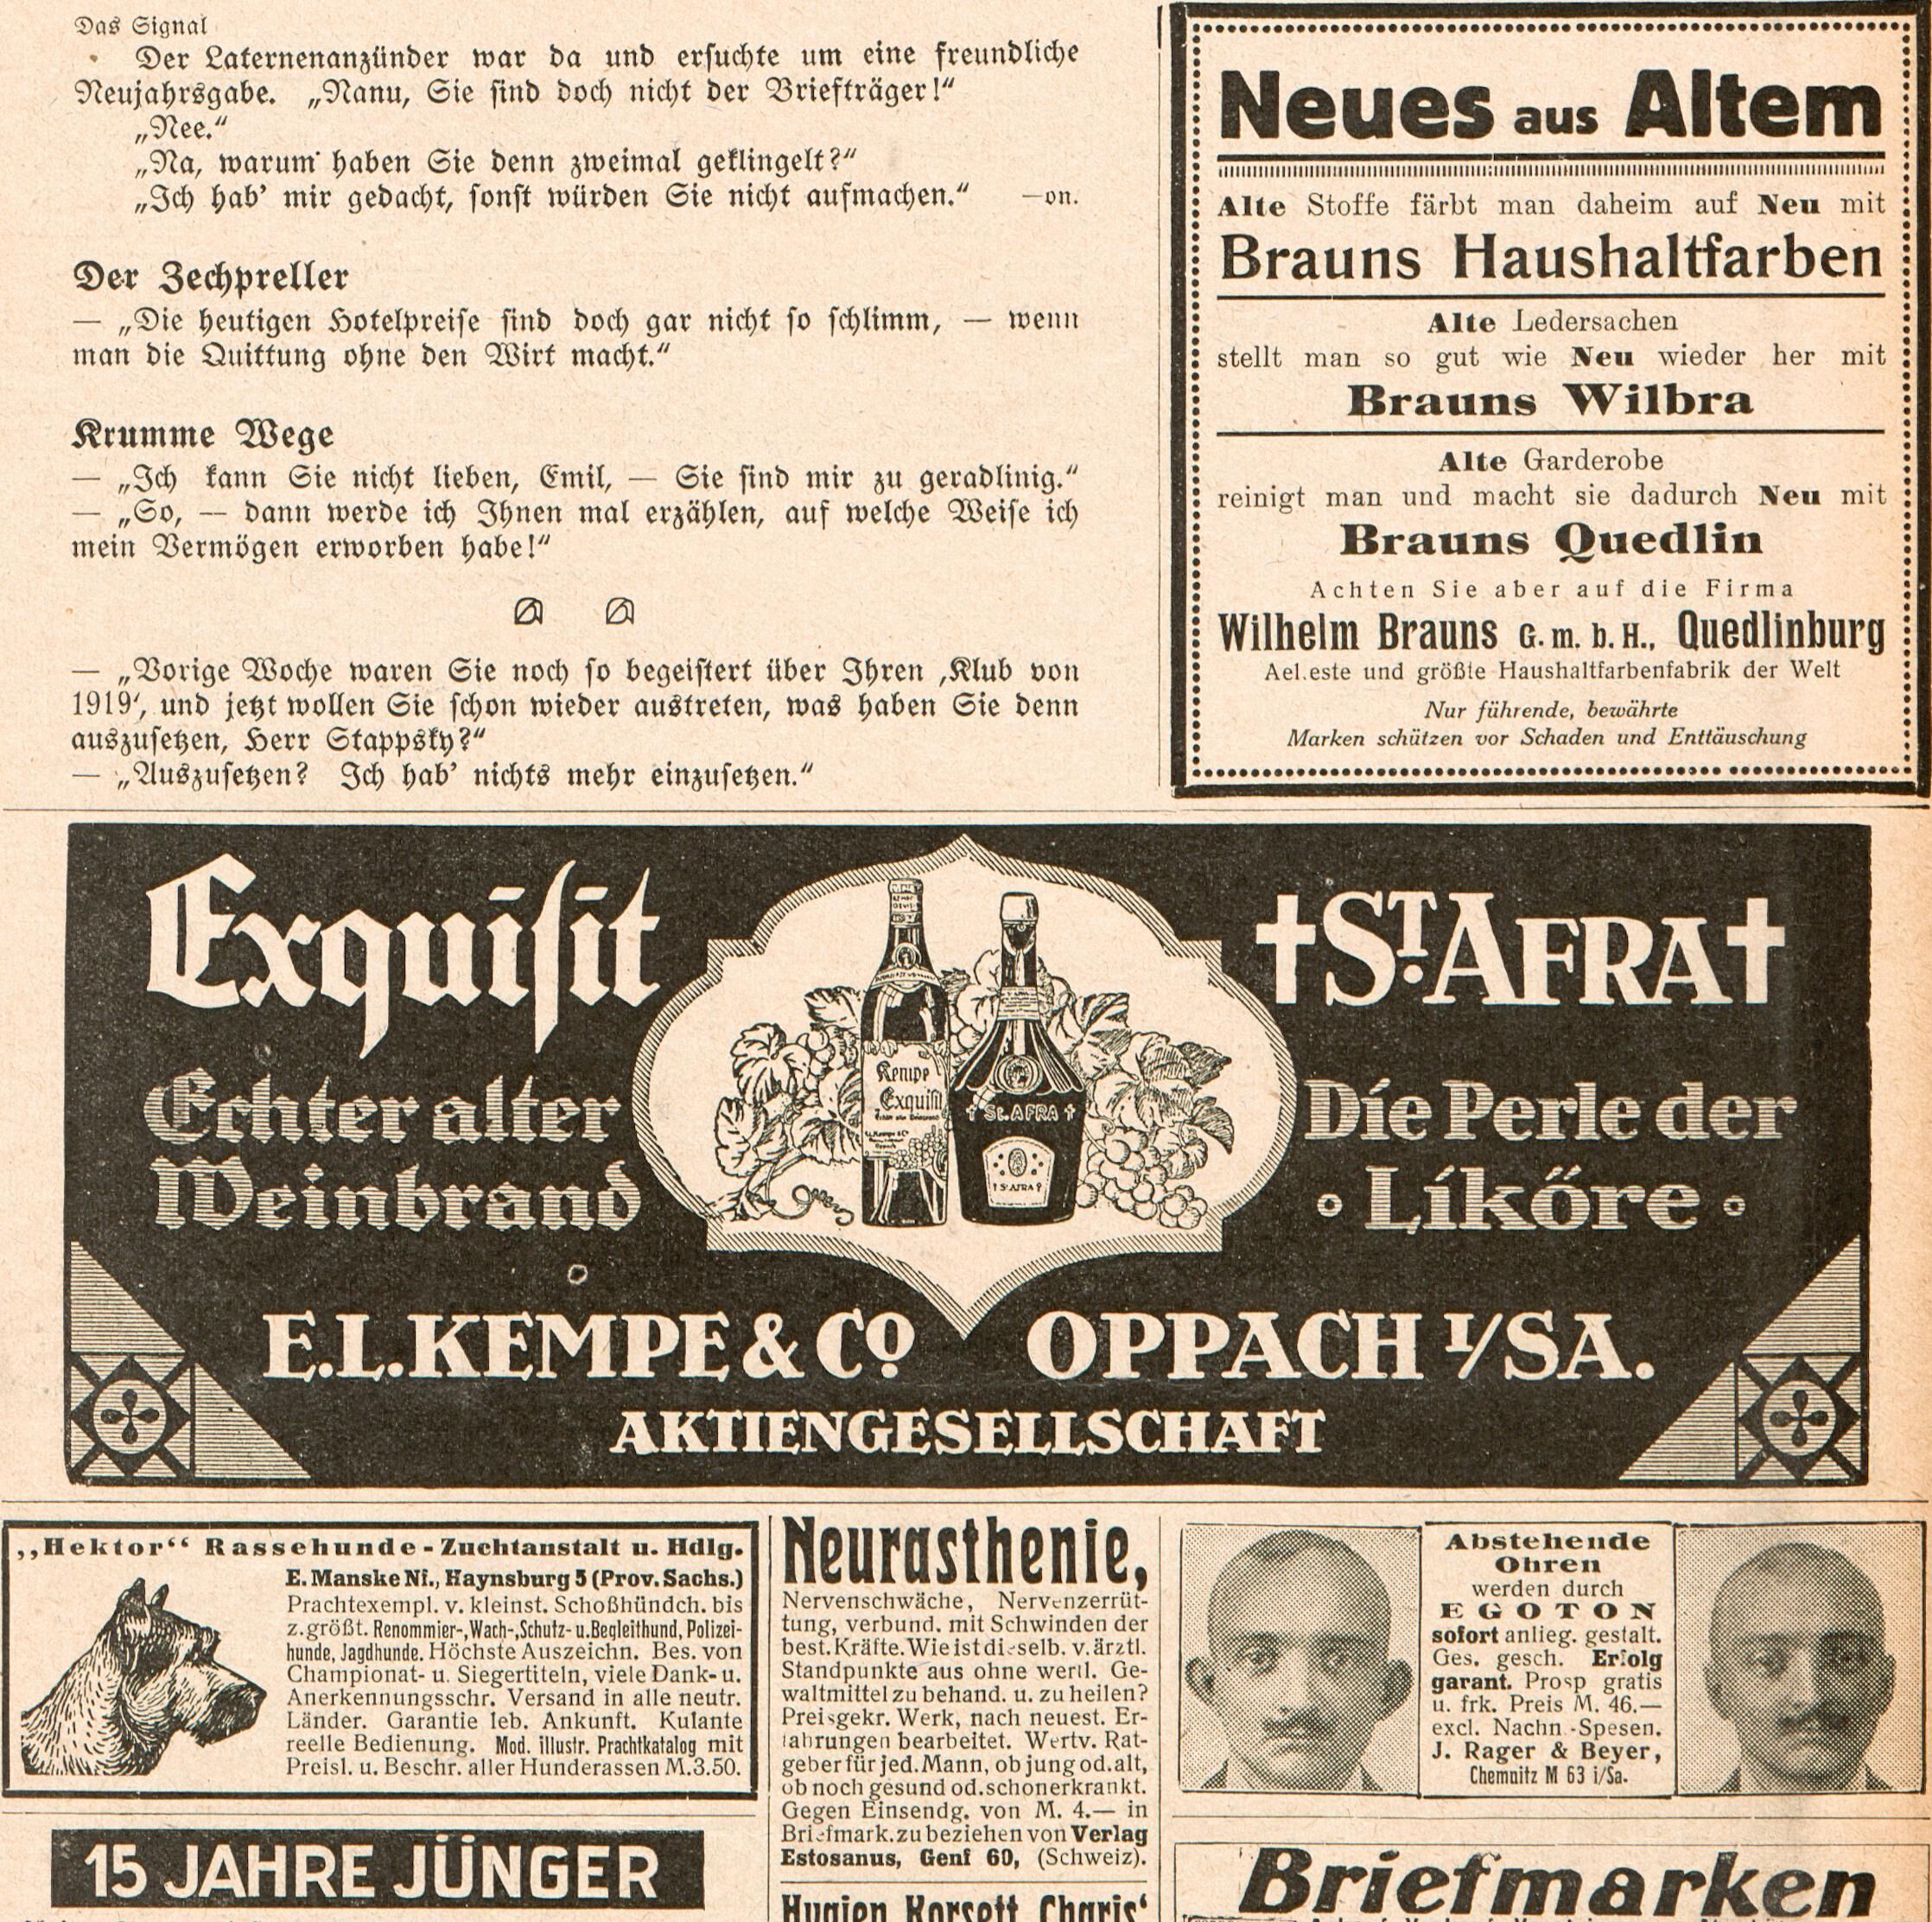 Das Signal
Der Laternenanzünder war da und ersuchte um eine freundliche
Neujahrsgabe. „Nanu, Sie sind doch nicht der Briefträger!“
„Nee.“
„Na, warum haben Sie denn zweimal geklingelt?“
„Ich hab’ mir gedacht, sonst würden Sie nicht aufmachen.“ —on.
Der Zechpreller
— „Die heutigen Hotelpreise sind doch gar nicht so schlimm, — wenn
man die Quittung ohne den Wirt macht.“
Krumme Wege
— „Ich kann Sie nicht lieben, Emil, — Sie sind mir zu geradlinig.“
— „So, — dann werde ich Ihnen mal erzählen, auf welche Weise ich
mein Vermögen erworben habe!“
— „Vorige Woche waren Sie noch so begeistert über Ihren ‚Klub von
1919‘, und jetzt wollen Sie schon wieder austreten, was haben Sie denn
auszusetzen, Herr Stappsky?“
— „Auszusetzen? Ich hab’ nichts mehr einzusetzen.“
Neues aus Altem
Alte Stoffe färbt man daheim auf Neu mit
Brauns Haushaltfarben
Alte Ledersachen
stellt man so gut wie Neu wieder her mit
Brauns Wilbra
Alte Garderobe
reinigt man und macht sie dadurch Neu mit
Brauns Quedlin
Achten Sie aber auf die Firma
Wilhelm Brauns G. m. b. H., Quedlinburg
Ael.este und größte Haushaltfarbenfabrik der Welt
Nur führende, bewährte
Marken schützen vor Schaden und Enttäuschung
Exquisit
Echter alter
Weinbrand
Kempe
Exquisit
† St. AFRA †
† St. AFRA †
† ST. AFRA †
Die Perle der
Liköre
E. L. KEMPE & Co OPPACH I/SA.
AKTIENGESELLSCHAFT
„Hektor“ Rassehunde-Zuchtanstalt u. Hdlg.
E. Manske Nf., Haynsburg 5 (Prov. Sachs.)
Prachtexempl. v. kleinst. Schoßhündch. bis
z. größt. Renommier-, Wach-, Schutz- u. Begleithund, Polizei-
hunde, Jagdhunde. Höchste Auszeichn. Bes. von
Championat- u. Siegertiteln, viele Dank- u.
Anerkennungsschr. Versand in alle neutr.
Länder. Garantie leb. Ankunft. Kulante
reelle Bedienung. Mod. illustr. Prachtkatalog mit
Preisl. u. Beschr. aller Hunderassen M. 3.50.
15 JAHRE JÜNGER
Neurasthenie,
Nervenschwäche, Nervenzerrüt-
tung, verbund. mit Schwinden der
best. Kräfte. Wie ist dieselb. v. ärztl.
Standpunkte aus ohne wertl. Ge-
waltmittel zu behand. u. zu heilen?
Preisgekr. Werk, nach neuest. Er-
fahrungen bearbeitet. Wertv. Rat-
geber für jed. Mann, ob jung od. alt,
ob noch gesund od. schon erkrankt.
Gegen Einsendg. von M. 4.— in
Briefmark. zu beziehen von Verlag
Estosanus, Genf 60, (Schweiz).
Hygien Korsett Charis‘
Abstehende
Ohren
werden durch
EGOTON
sofort anlieg. gestalt.
Ges. gesch. Erfolg
garant. Prosp gratis
u. frk. Preis M. 46.—
excl. Nachn.-Spesen.
J. Rager & Beyer,
Chemnitz M 63 i/Sa.
Briefmarken